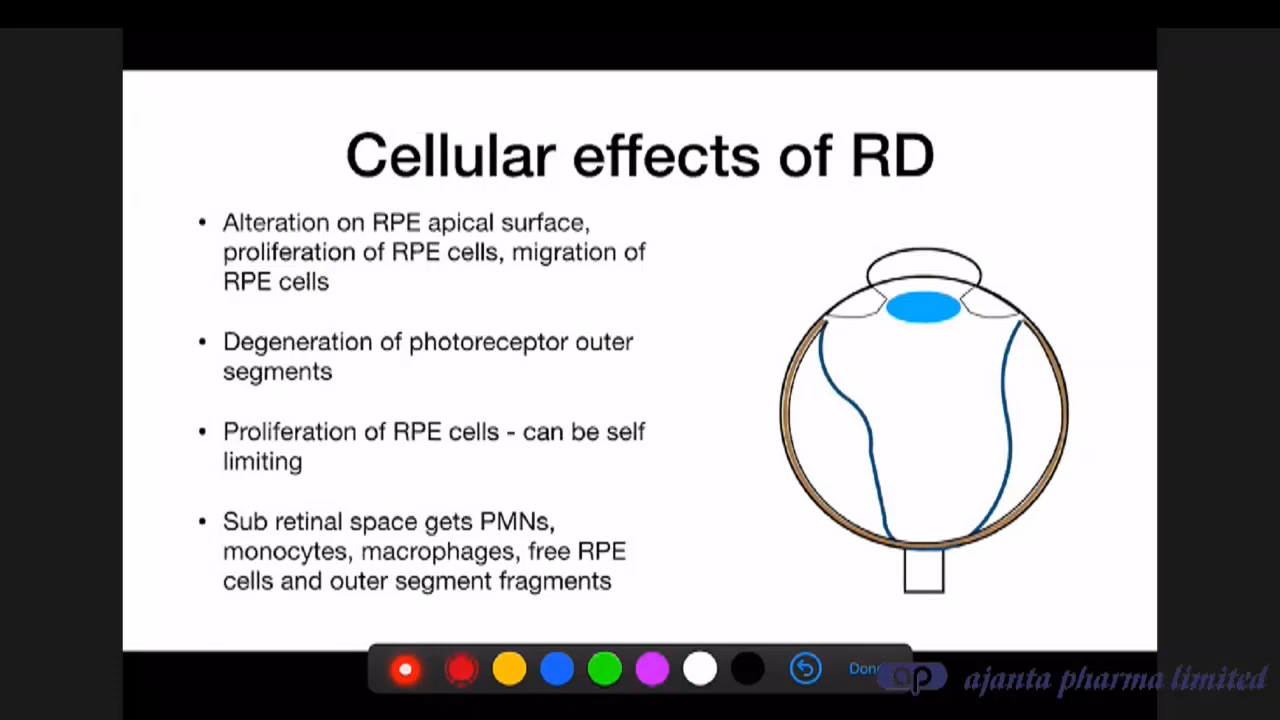 Cellular effects of RD
• Alteration on RPE apical surface,
proliferation of RPE cells, migration of
RPE cells
• Degeneration of photoreceptor outer
segments
• Proliferation of RPE cells - can be self
limiting
• Sub retinal space gets PMNs,
monocytes, macrophages, free RPE
cells and outer segment fragments
Done
ap ajanta pharma limited